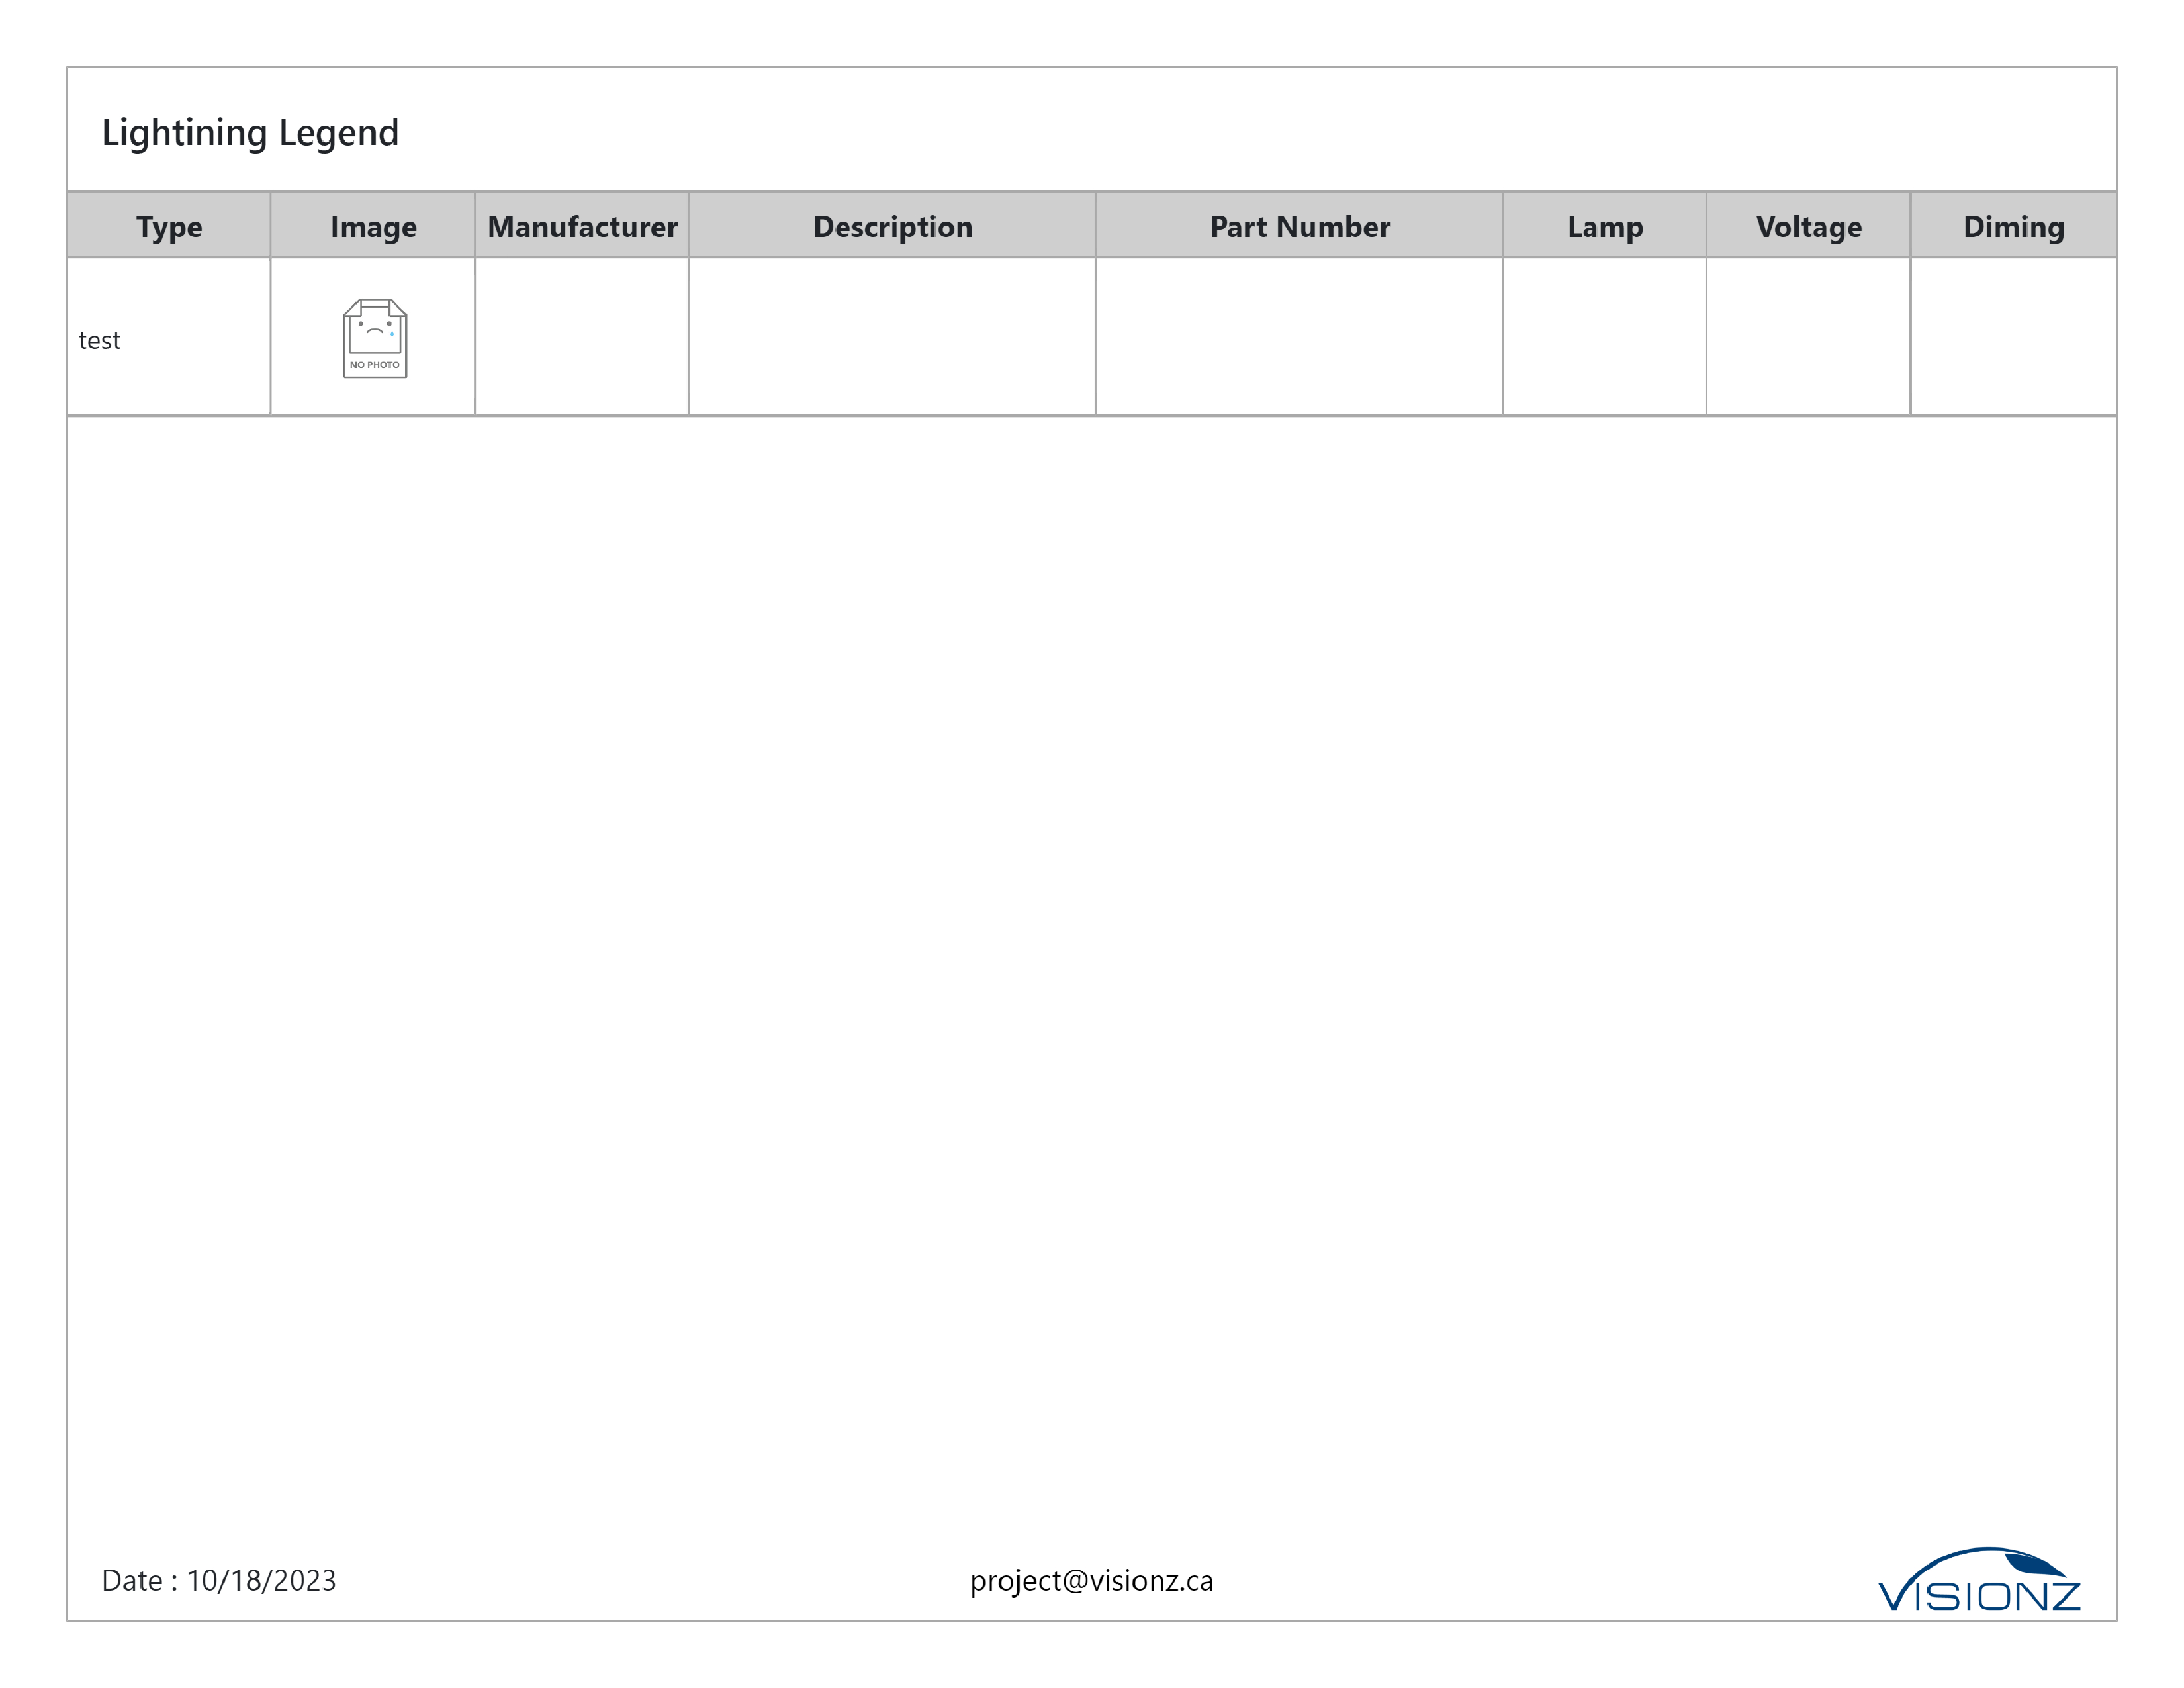 Lightining Legend
Type Image Manufacturer Description Part Number Lamp Voltage Diming
test
NO PHOTO
Date : 10/18/2023 project@visionz.ca VISIONZ